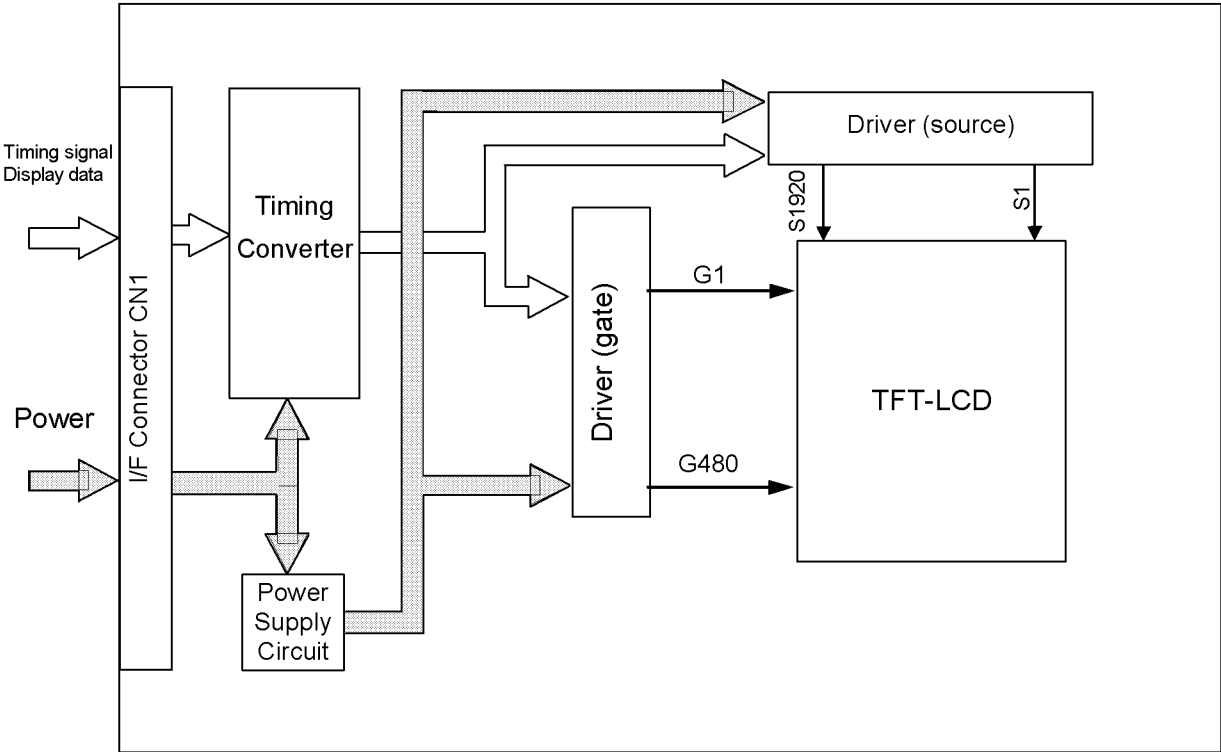 Timing signal
Display data
Power
I/F Connector CN1
Timing
Converter
Power
Supply
Circuit
Driver (source)
S1920
S1
Driver (gate)
G1
G480
TFT-LCD